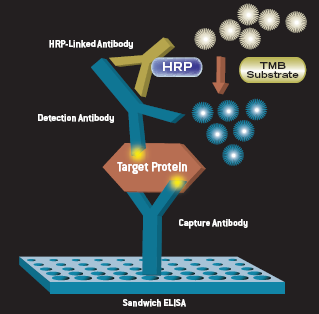 HRP-Linked Antibody
HRP
TMB
Substrate
Detection Antibody
Target Protein
Capture Antibody
Sandwich ELISA